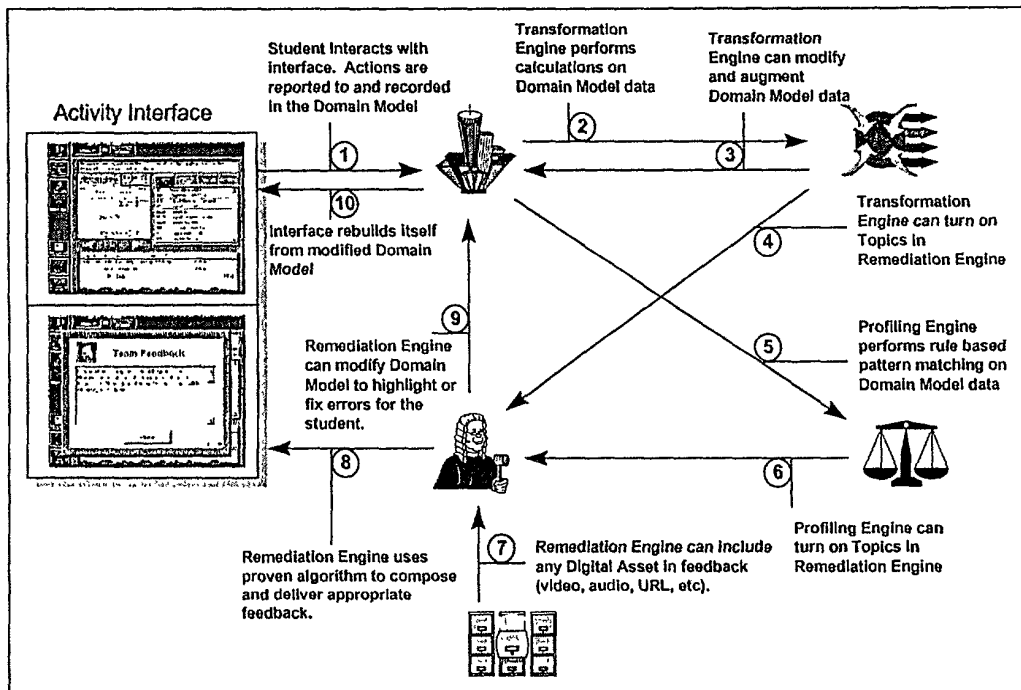 Student Interacts with
interface. Actions are
reported to and recorded
in the Domain Model
Transformation
Engine performs
calculations on
Domain Model data
Transformation
Engine can modify
and augment
Domain Model data
Activity Interface
1
2
3
10
Interface rebuilds itself
from modified Domain
Model
4
Transformation
Engine can turn on
Topics in
Remediation Engine
9
Remediation Engine
can modify Domain
Model to highlight or
fix errors for the
student.
5
Profiling Engine
performs rule based
pattern matching on
Domain Model data
Team Feedback
8
6
Profiling Engine can
turn on Topics in
Remediation Engine
Remediation Engine uses
proven algorithm to compose
and deliver appropriate
feedback.
7
Remediation Engine can include
any Digital Asset in feedback
(video, audio, URL, etc).